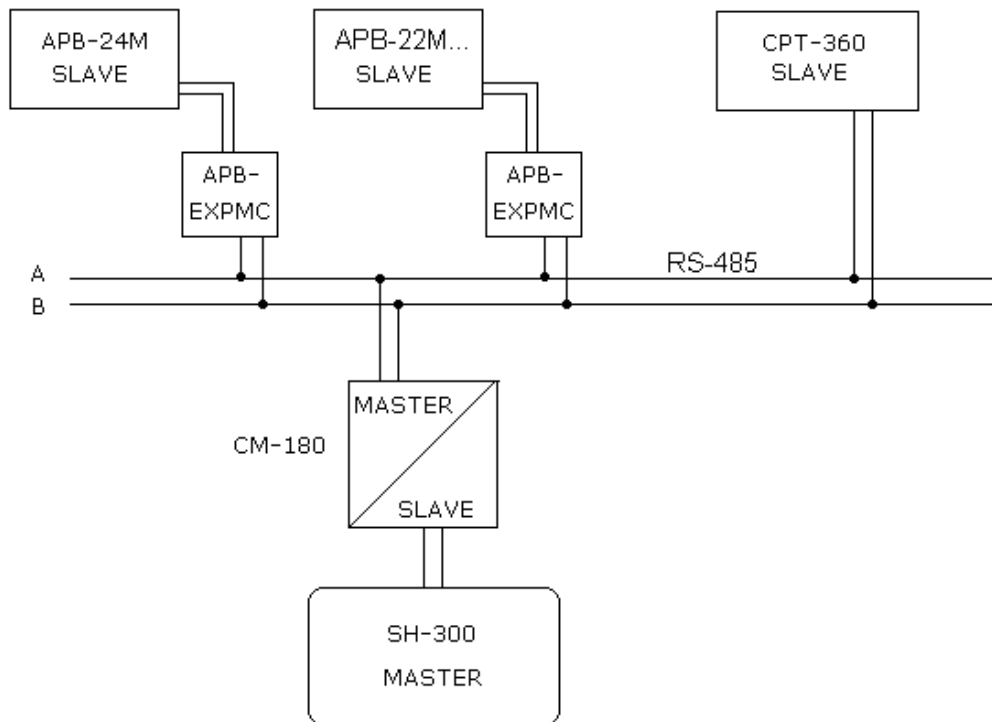 APB-24M
SLAVE
APB-22M...
SLAVE
CPT-360
SLAVE
APB-
EXPMC
APB-
EXPMC
A
RS-485
B
MASTER
CM-180
SLAVE
SH-300
MASTER